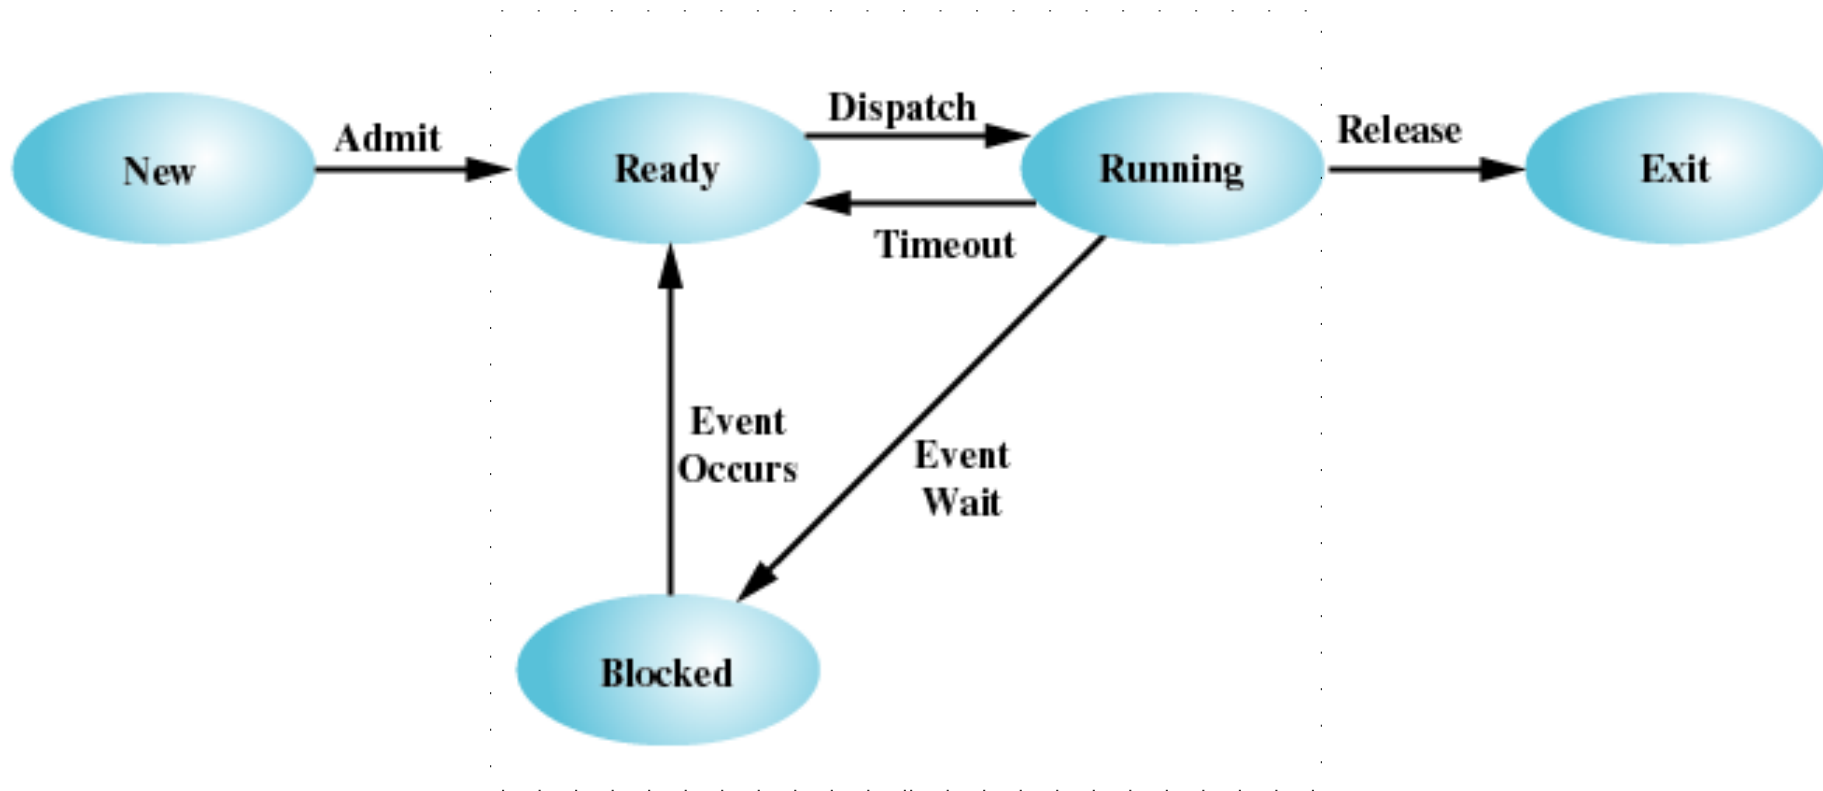 New
Admit
Ready
Dispatch
Timeout
Running
Release
Exit
Event
Occurs
Event
Wait
Blocked